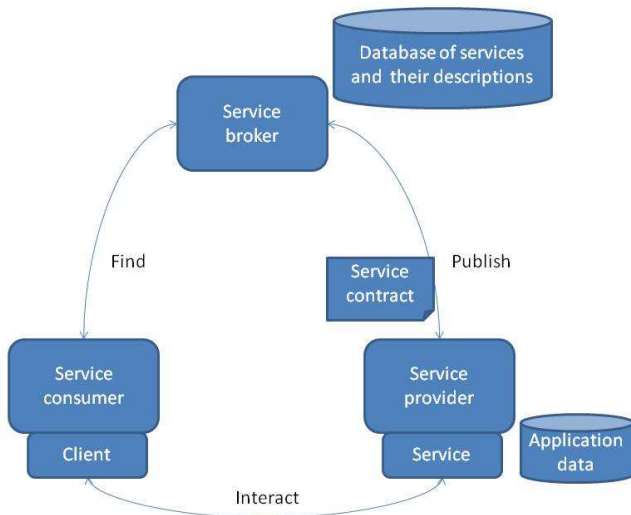 Database of services
and their descriptions
Service
broker
Find
Publish
Service
contract
Service
consumer
Client
Service
provider
Service
Application
data
Interact